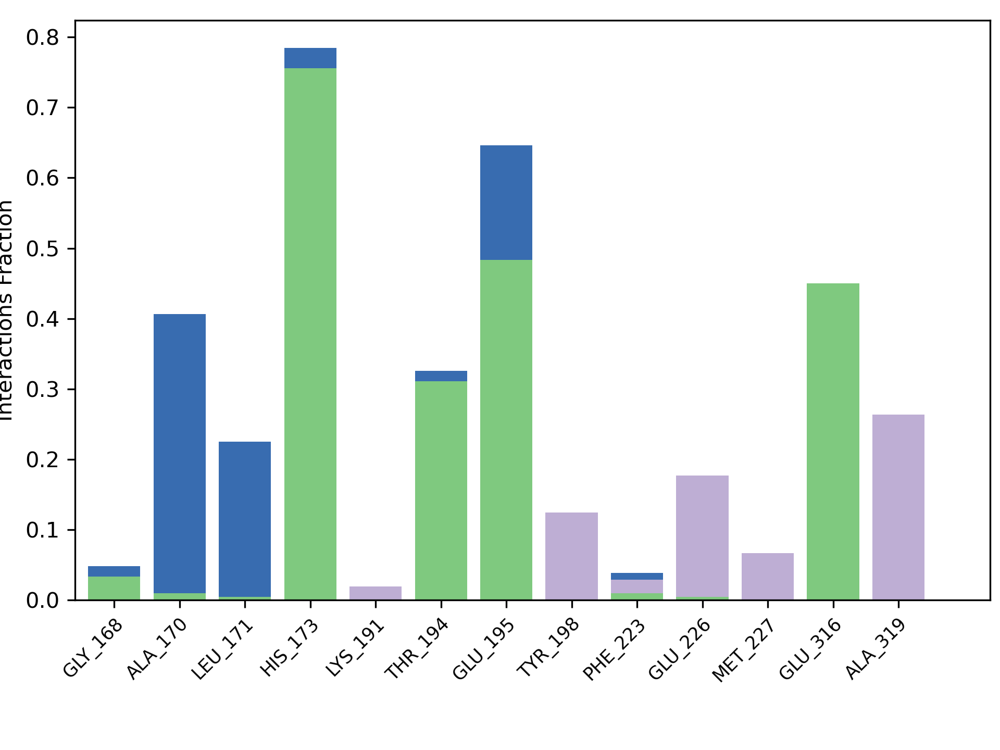 Interactions Fraction
0.8
0.7
0.6
0.5
0.4
0.3
0.2
0.1
0.0
GLY_168
ALA_170
LEU_171
HIS_173
LYS_191
THR_194
GLU_195
TYR_198
PHE_223
GLU_226
MET_227
GLU_316
ALA_319